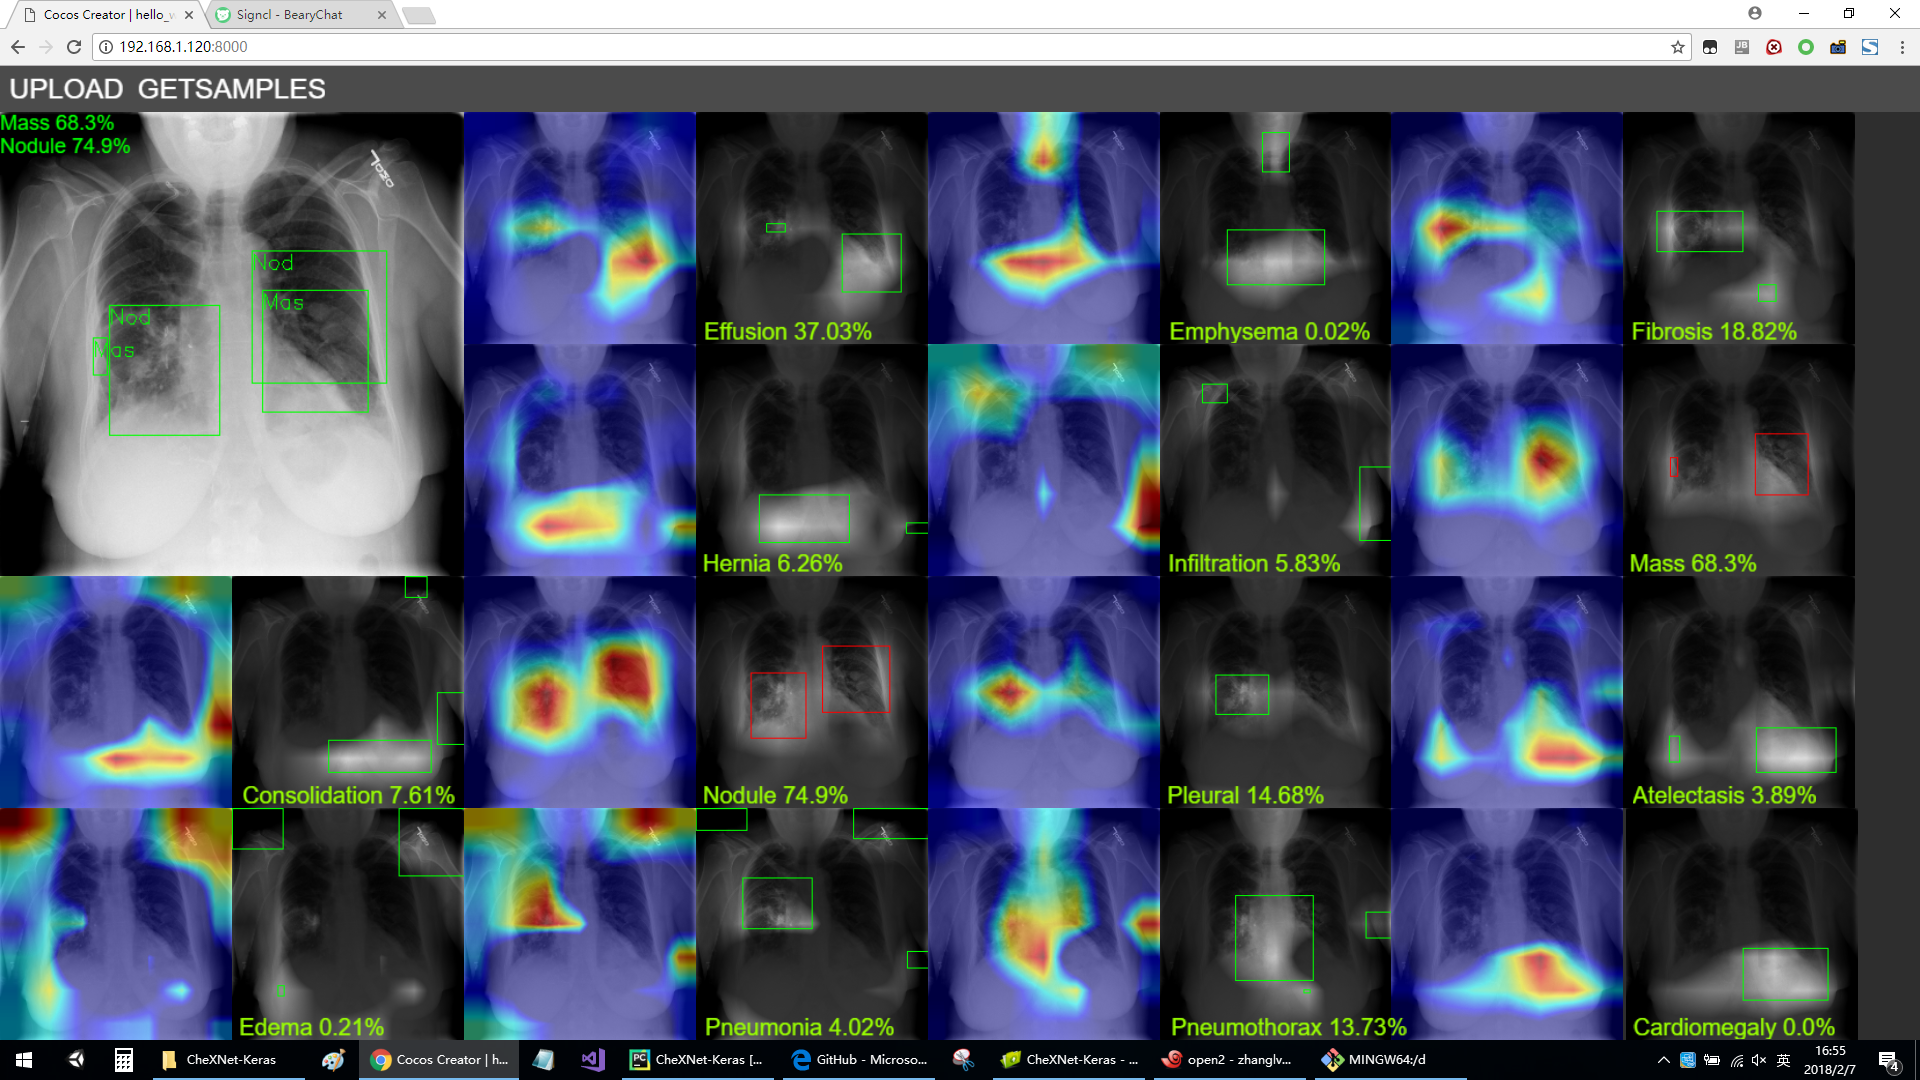 Cocos Creator | hello_w
Signcl - BearyChat
192.168.1.120:8000
UPLOAD GETSAMPLES
Mass 68.3%
Nodule 74.9%
Nod
Mas
Nod
Mas
Effusion 37.03%
Emphysema 0.02%
Fibrosis 18.82%
Hernia 6.26%
Infiltration 5.83%
Mass 68.3%
Consolidation 7.61%
Nodule 74.9%
Pleural 14.68%
Atelectasis 3.89%
Edema 0.21%
Pneumonia 4.02%
Pneumothorax 13.73%
Cardiomegaly 0.0%
CheXNet-Keras
Cocos Creator | h...
CheXNet-Keras [...
GitHub - Microso...
CheXNet-Keras - ...
open2 - zhanglv...
MINGW64:/d
英
16:55
2018/2/7
4